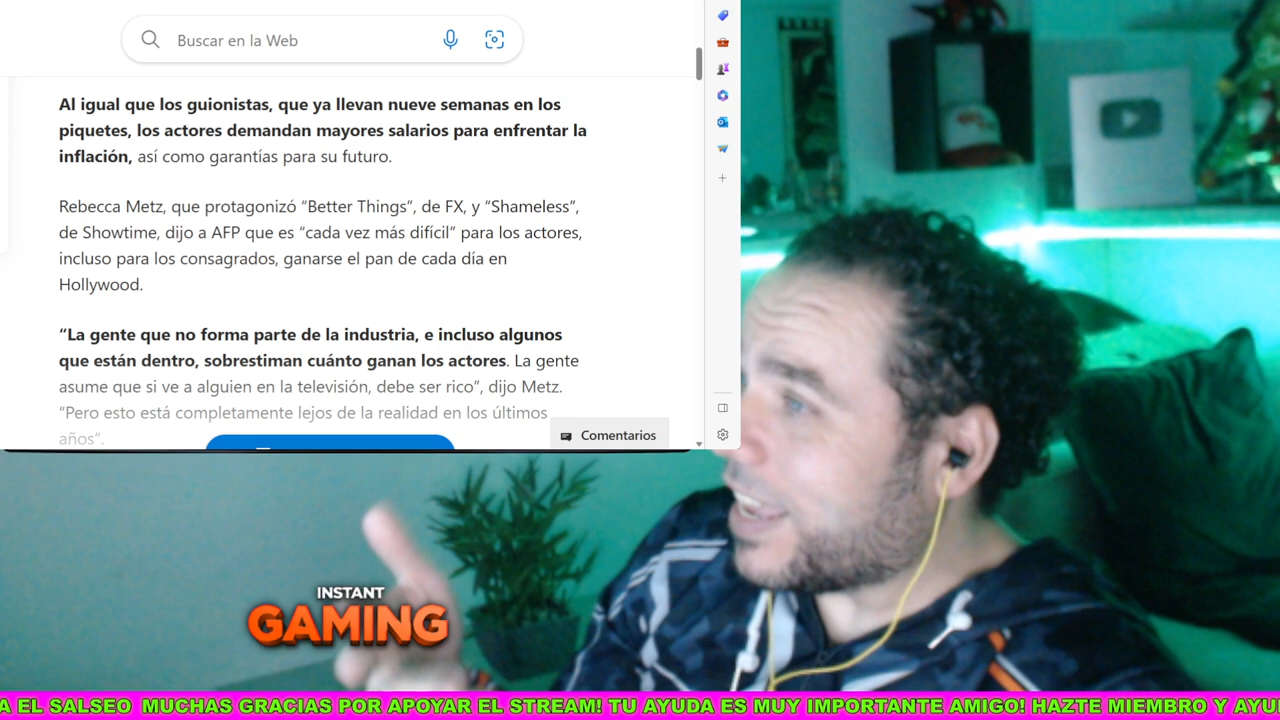 Buscar en la Web
Al igual que los guionistas, que ya llevan nueve semanas en los
piquetes, los actores demandan mayores salarios para enfrentar la
inflación, así como garantías para su futuro.
Rebecca Metz, que protagonizó “Better Things”, de FX, y “Shameless”,
de Showtime, dijo a AFP que es “cada vez más difícil” para los actores,
incluso para los consagrados, ganarse el pan de cada día en
Hollywood.
“La gente que no forma parte de la industria, e incluso algunos
que están dentro, sobrestiman cuánto ganan los actores. La gente
asume que si ve a alguien en la televisión, debe ser rico”, dijo Metz.
“Pero esto está completamente lejos de la realidad en los últimos
años”.
Comentarios
INSTANT
GAMING
A EL SALSEO MUCHAS GRACIAS POR APOYAR EL STREAM! TU AYUDA ES MUY IMPORTANTE AMIGO! HAZTE MIEMBRO Y AYU